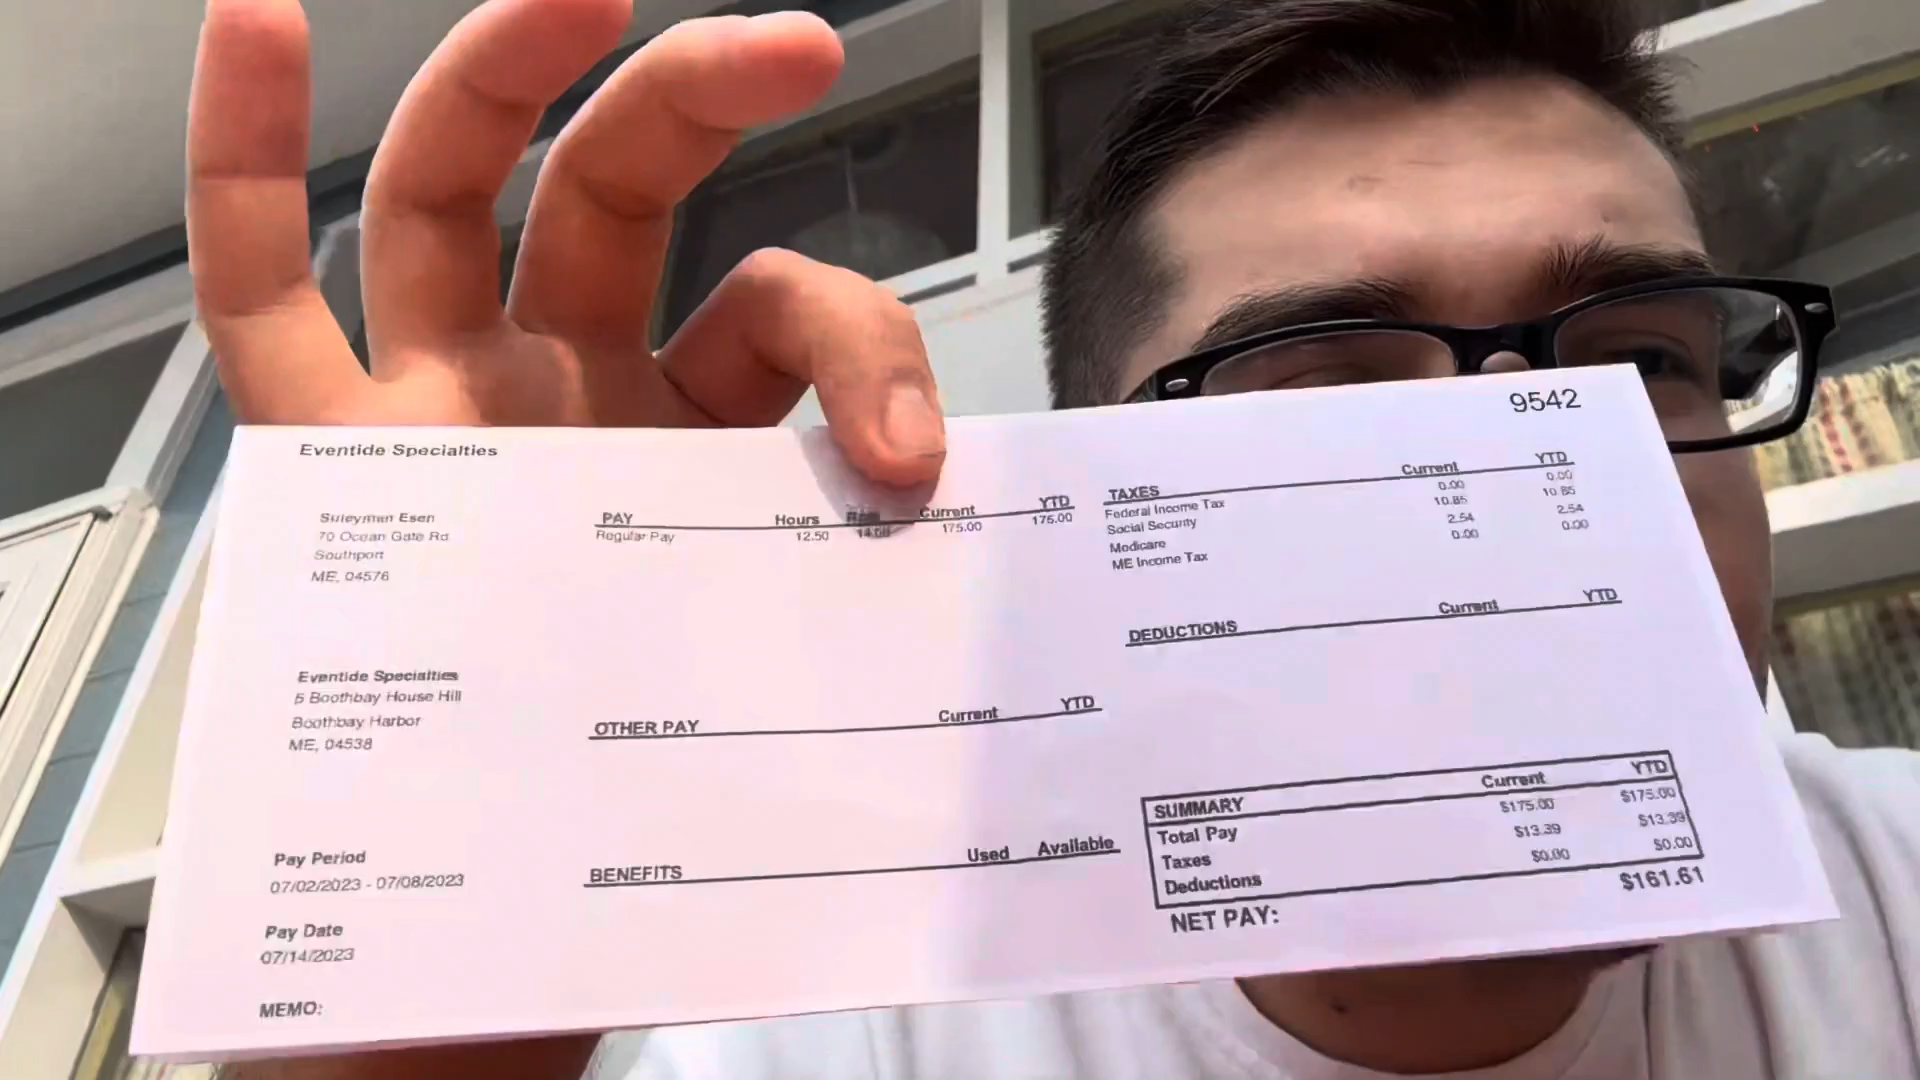 9542
Eventide Specialties
Suleyman Esen
70 Ocean Gate Rd
Southport
ME, 04576
Eventide Specialties
5 Boothbay House Hill
Boothbay Harbor
ME, 04538
Pay Period
07/02/2023 - 07/08/2023
Pay Date
07/14/2023
MEMO:
PAY Hours Rate Current YTD
Regular Pay 12.50 14.00 175.00 175.00
OTHER PAY Current YTD
BENEFITS Used Available
TAXES Current YTD
Federal Income Tax 0.00 0.00
Social Security 10.85 10.85
Medicare 2.54 2.54
ME Income Tax 0.00 0.00
DEDUCTIONS Current YTD
SUMMARY Current YTD
Total Pay $175.00 $175.00
Taxes $13.39 $13.39
Deductions $0.00 $0.00
NET PAY: $161.61